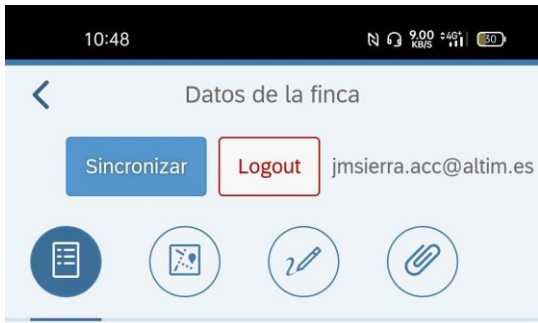 10:48 9.00 KB/S 4G+ 30
Datos de la finca
Sincronizar Logout jmsierra.acc@altim.es